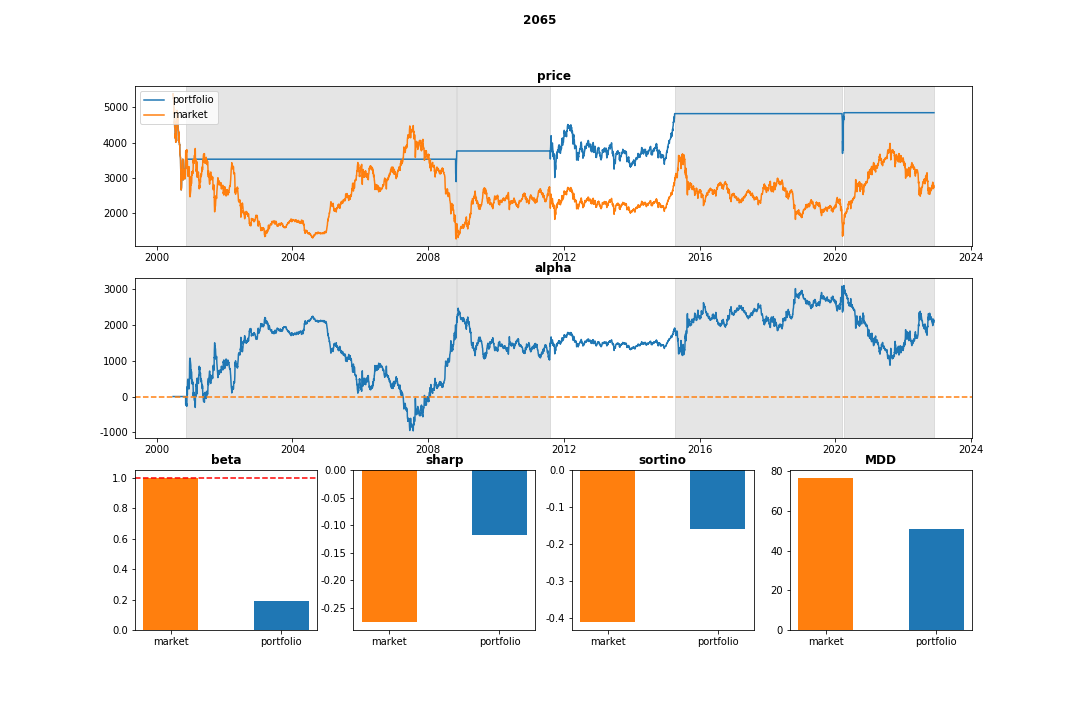 2065
price
portfolio
market
5000
4000
3000
2000
2000 2004 2008 2012 2016 2020 2024
alpha
3000
2000
1000
0
-1000
2000 2004 2008 2012 2016 2020 2024
beta
1.0
0.8
0.6
0.4
0.2
0.0
market portfolio
sharp
0.00
-0.05
-0.10
-0.15
-0.20
-0.25
market portfolio
sortino
0.0
-0.1
-0.2
-0.3
-0.4
market portfolio
MDD
80
60
40
20
0
market portfolio